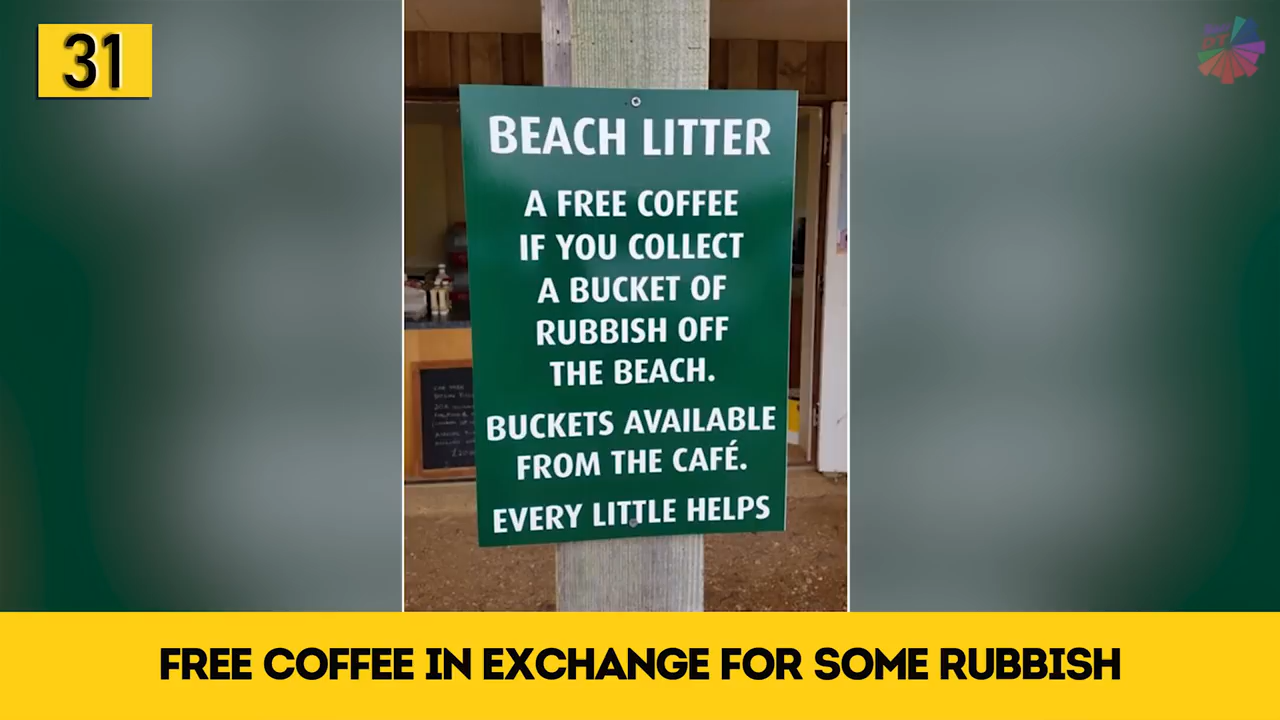 31
BEACH LITTER
A FREE COFFEE
IF YOU COLLECT
A BUCKET OF
RUBBISH OFF
THE BEACH.
BUCKETS AVAILABLE
FROM THE CAFÉ.
EVERY LITTLE HELPS
FREE COFFEE IN EXCHANGE FOR SOME RUBBISH